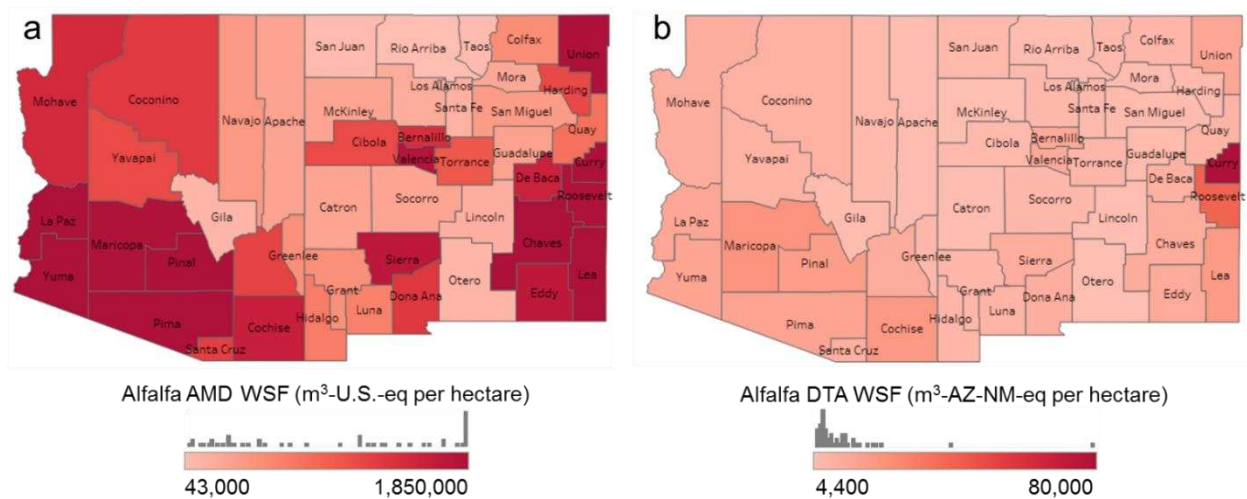 a
San Juan
Rio Arriba
Taos
Colfax
Union
Mohave
Coconino
Navajo
Apache
Los Alamos
Mora
Harding
McKinley
Santa Fe
San Miguel
Quay
Yavapai
Cibola
Bernalillo
Valencia
Torrance
Guadalupe
Curry
De Baca
Roosevelt
La Paz
Gila
Catron
Socorro
Lincoln
Maricopa
Pinal
Greenlee
Sierra
Chaves
Yuma
Grant
Otero
Lea
Eddy
Pima
Cochise
Hidalgo
Luna
Dona Ana
Santa Cruz
Alfalfa AMD WSF (m³-U.S.-eq per hectare)
43,000 1,850,000
b
San Juan
Rio Arriba
Taos
Colfax
Union
Mohave
Coconino
Navajo
Apache
Los Alamos
Mora
Harding
McKinley
Santa Fe
San Miguel
Quay
Yavapai
Cibola
Bernalillo
Valencia
Torrance
Guadalupe
Curry
De Baca
Roosevelt
La Paz
Gila
Catron
Socorro
Lincoln
Maricopa
Pinal
Greenlee
Sierra
Chaves
Yuma
Grant
Otero
Lea
Eddy
Pima
Cochise
Hidalgo
Luna
Dona Ana
Santa Cruz
Alfalfa DTA WSF (m³-AZ-NM-eq per hectare)
4,400 80,000